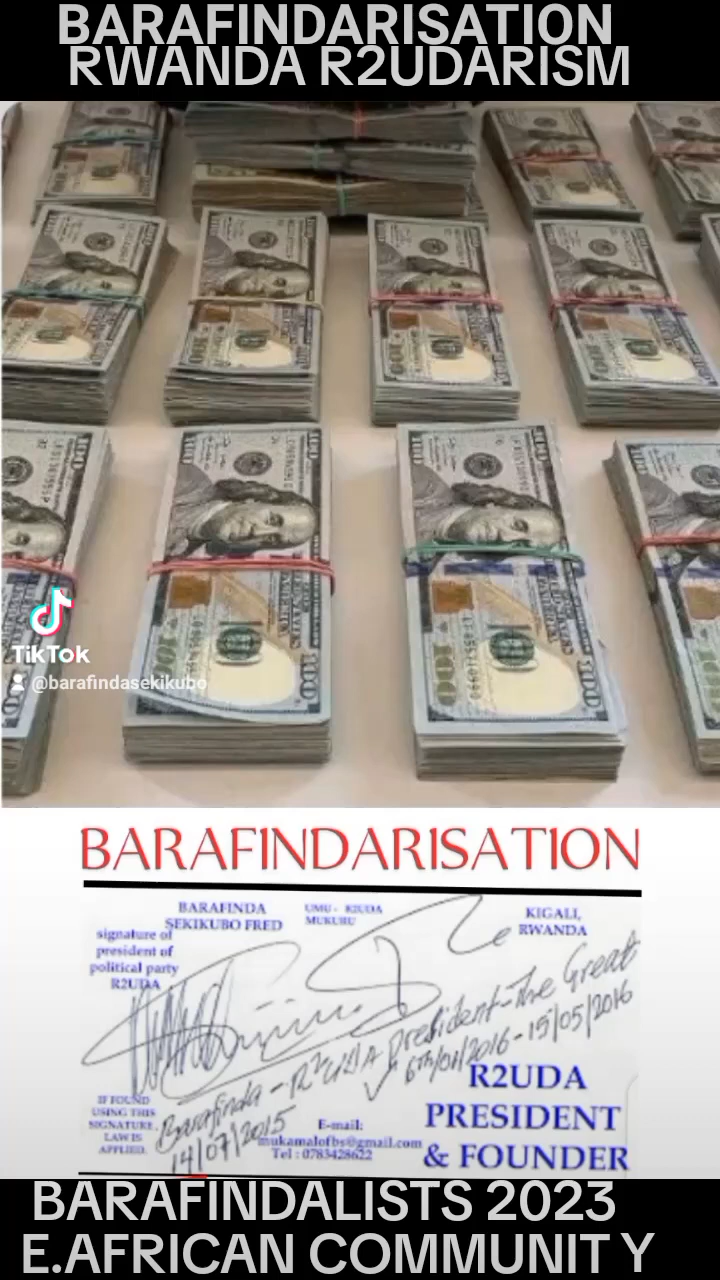 BARAFINDARISATION
RWANDA R2UDARISM
TikTok
@barafindasekikubo
BARAFINDARISATION
BARAFINDA
SEKIKUBO FRED
UMU - R2UDA
MUKURU
KIGALI,
RWANDA
signature of
president of
political party
R2UDA
Barafinda - R2UDA President - The Great
14/07/2015
6th/01/2016 - 15/05/2016
IF FOUND
USING THIS
SIGNATURE,
LAW IS
APPLIED.
E-mail:
mukamalofbs@gmail.com
Tel : 0783428622
R2UDA
PRESIDENT
& FOUNDER
BARAFINDALISTS 2023
E.AFRICAN COMMUNIT Y